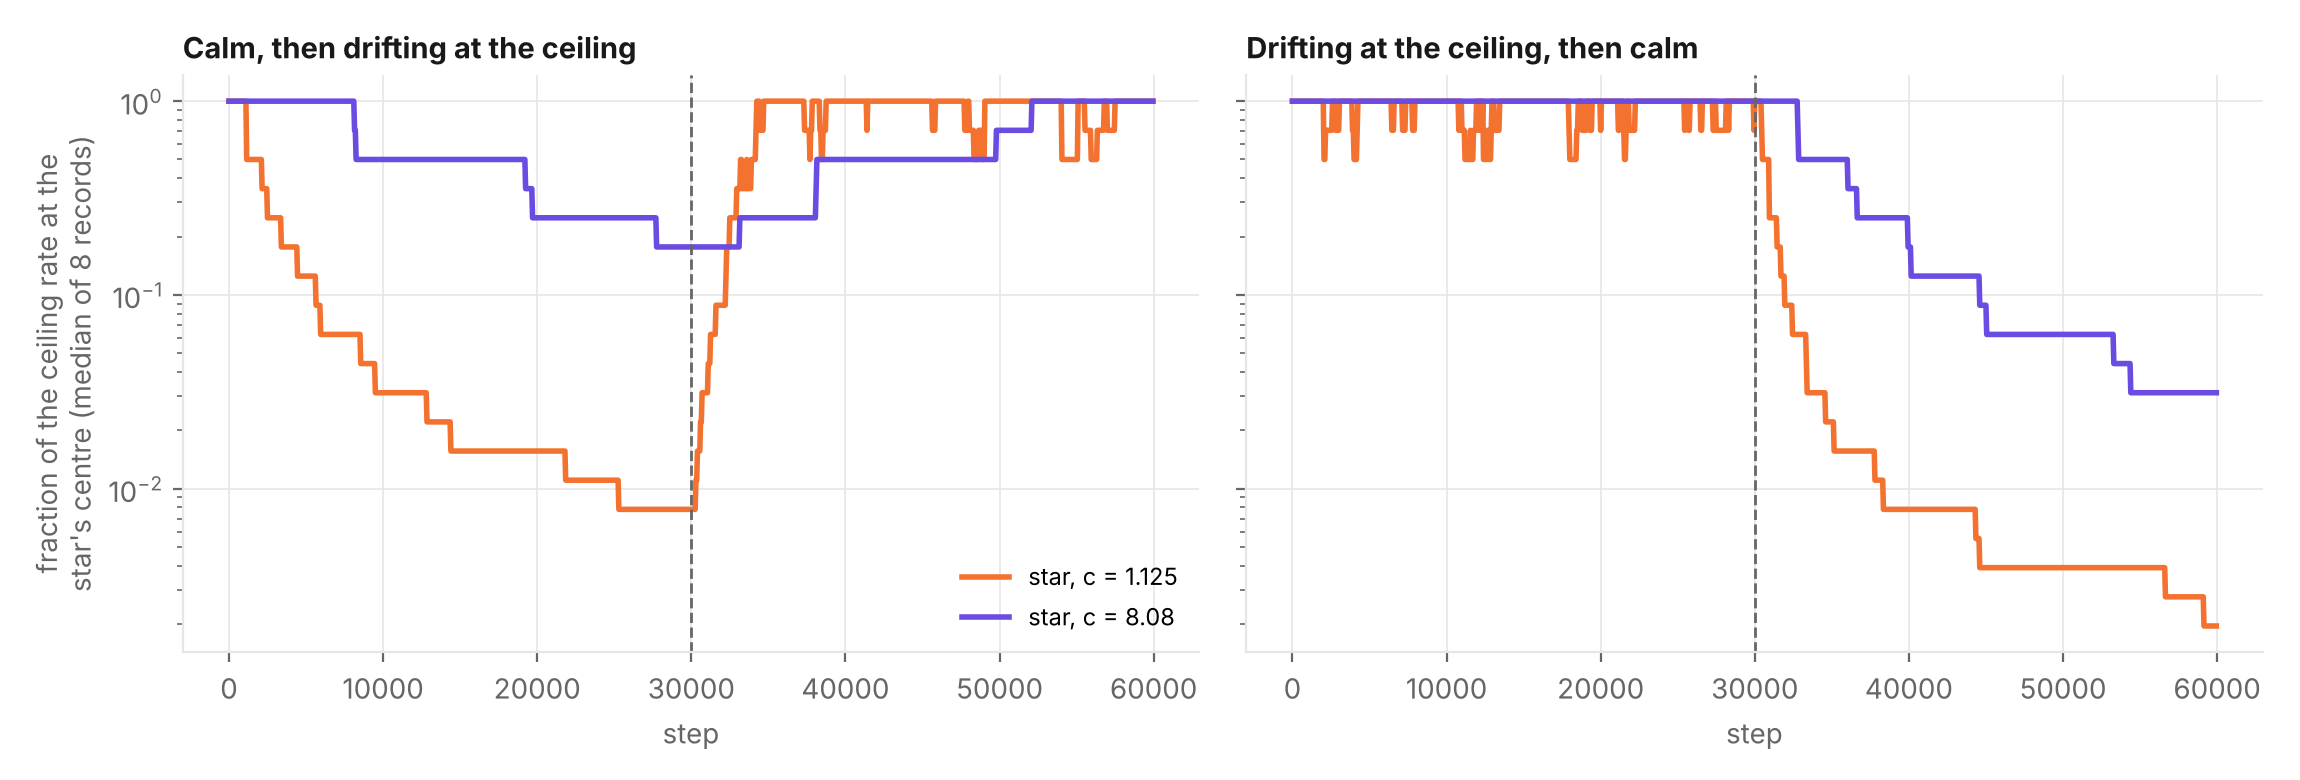 Calm, then drifting at the ceiling
Drifting at the ceiling, then calm
fraction of the ceiling rate at the
star's centre (median of 8 records)
10⁰
10⁻¹
10⁻²
star, c = 1.125
star, c = 8.08
0 10000 20000 30000 40000 50000 60000
0 10000 20000 30000 40000 50000 60000
step
step